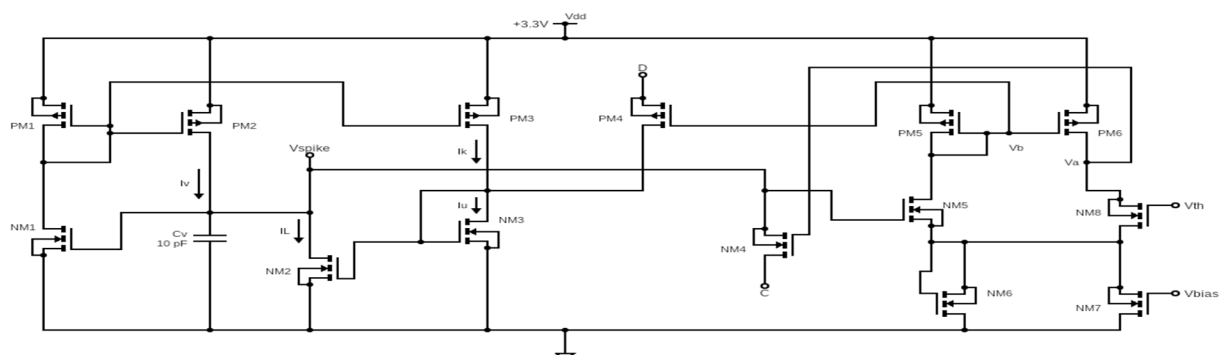 Vdd
+3.3V
D
PM1
PM2
PM3
PM4
PM5
PM6
Vspike
Ik
Vb
Va
Iv
Iu
NM1
Cv
10 pF
IL
NM2
NM3
NM4
C
NM5
NM8
Vth
NM6
NM7
Vbias